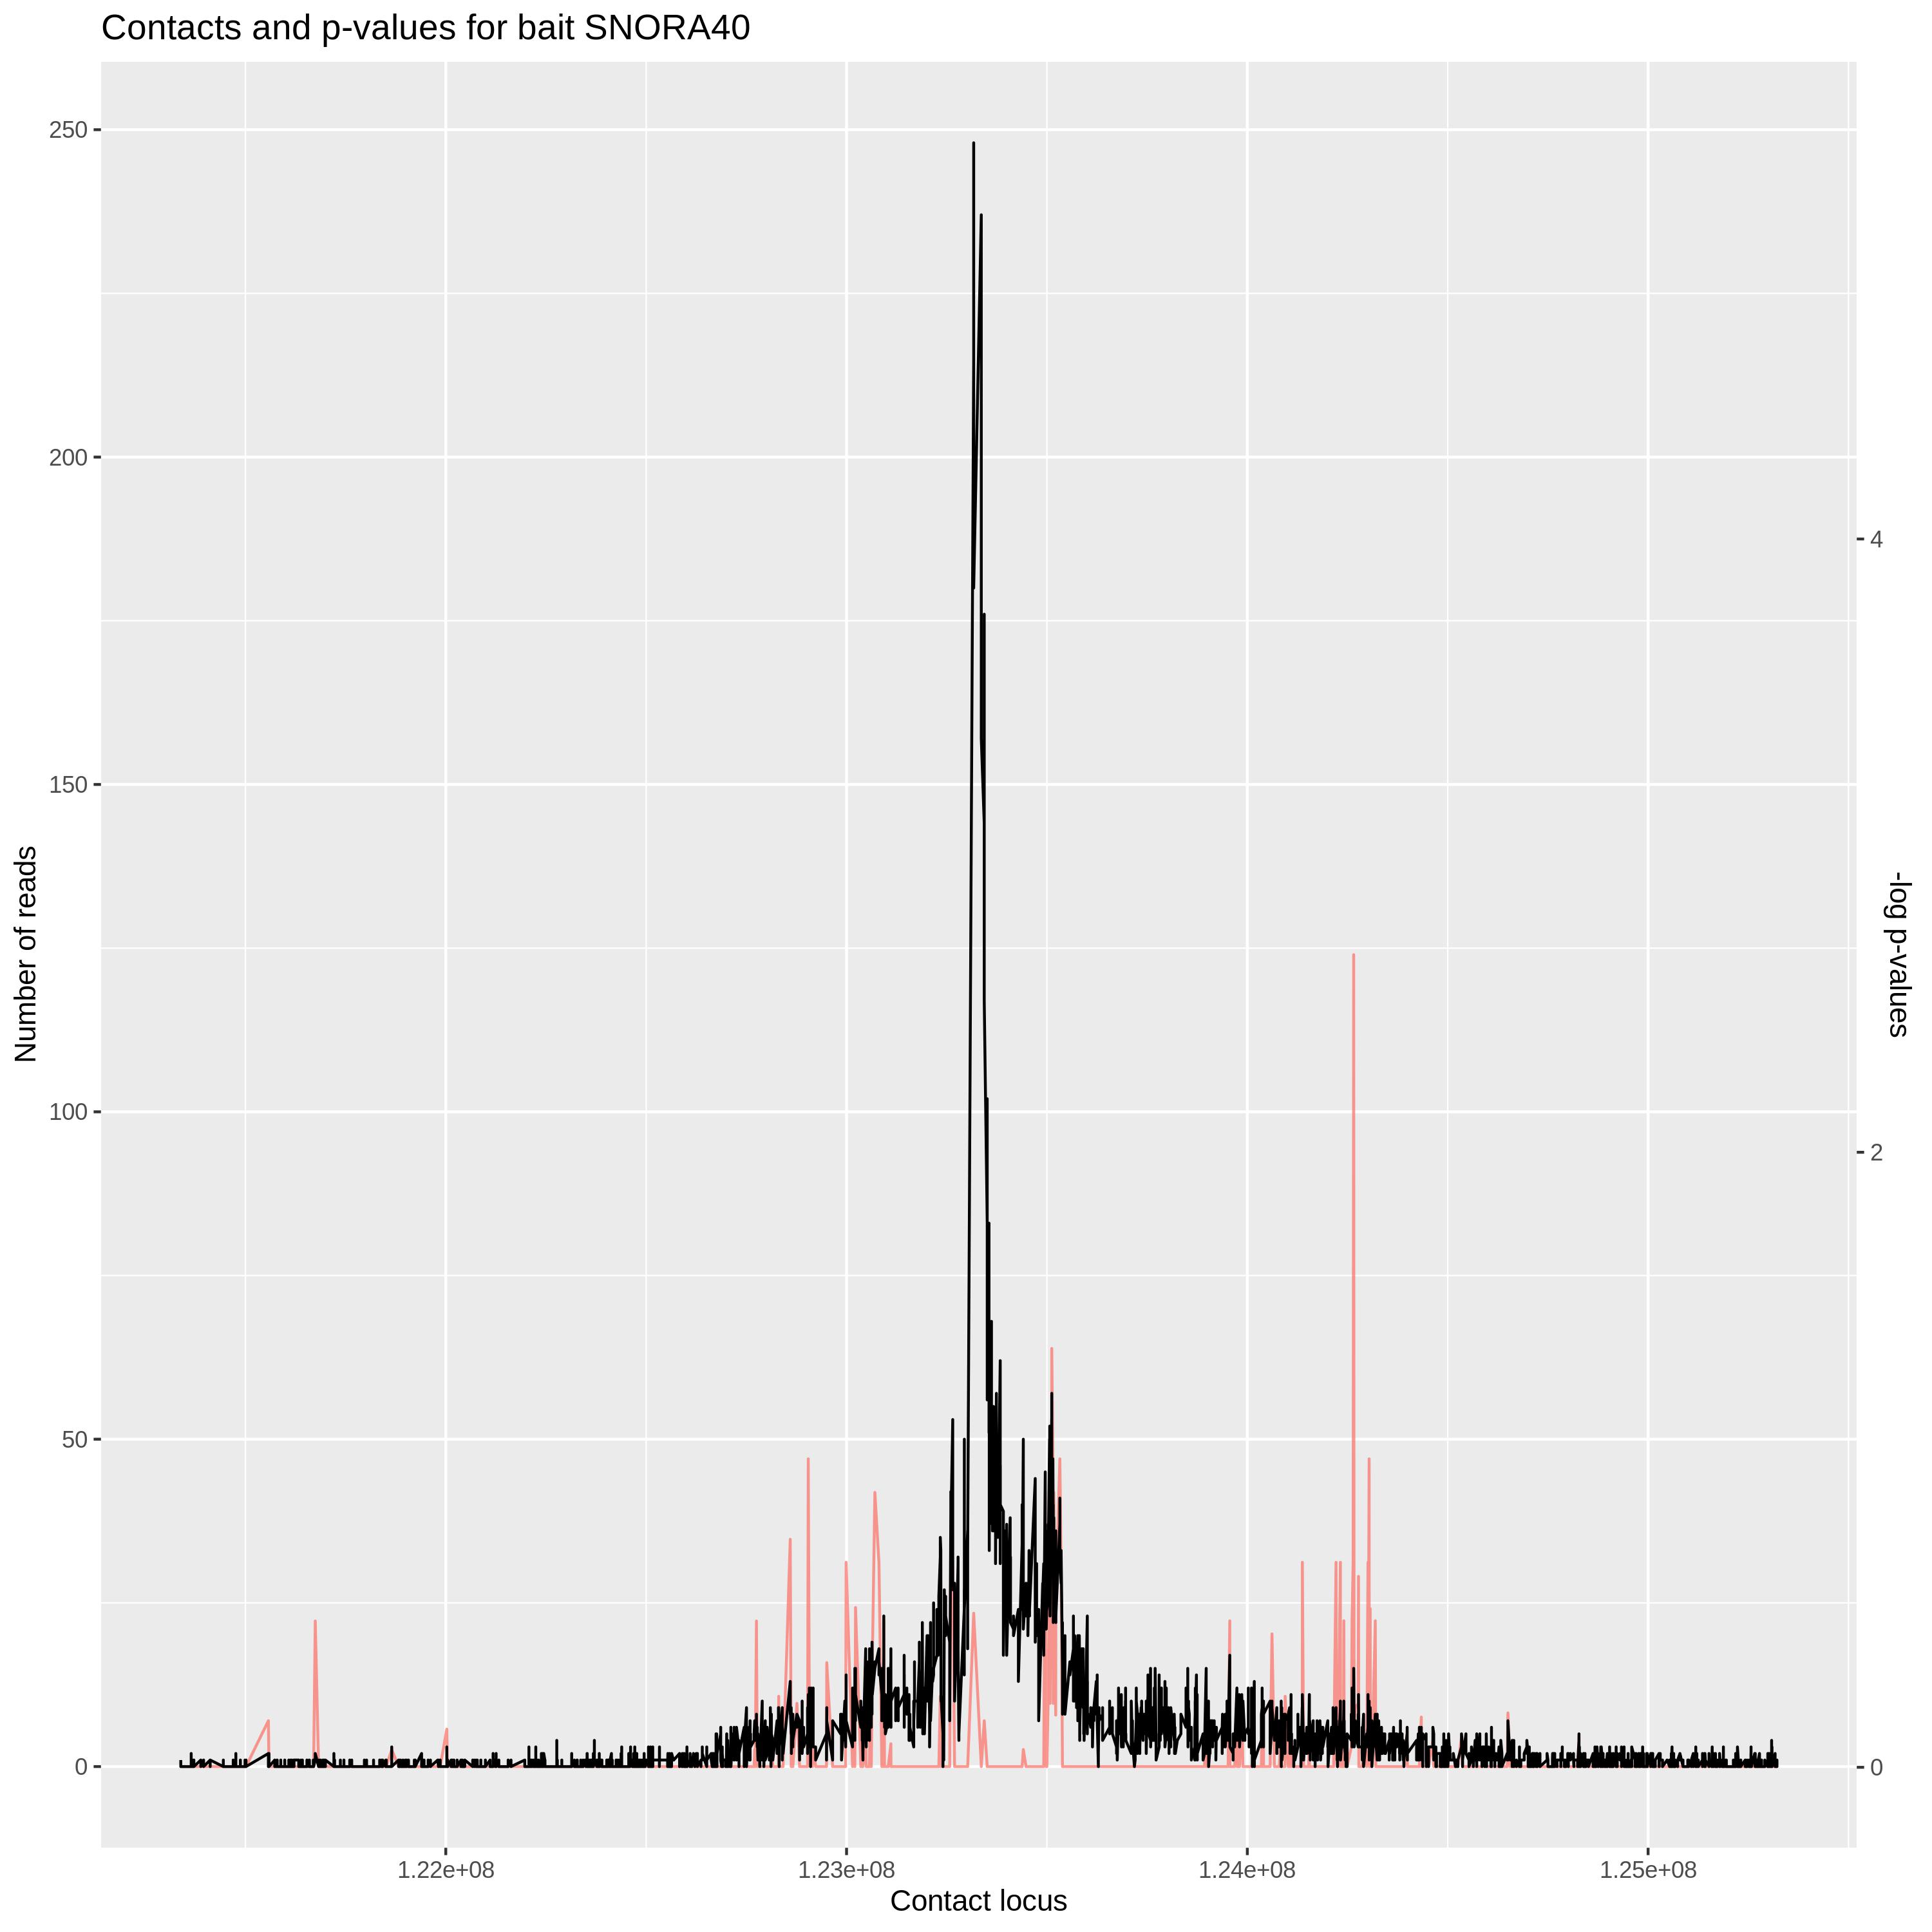 Contacts and p-values for bait SNORA40
250
200
150
100
50
0
Number of reads
4
2
0
-log p-values
1.22e+08
1.23e+08
1.24e+08
1.25e+08
Contact locus